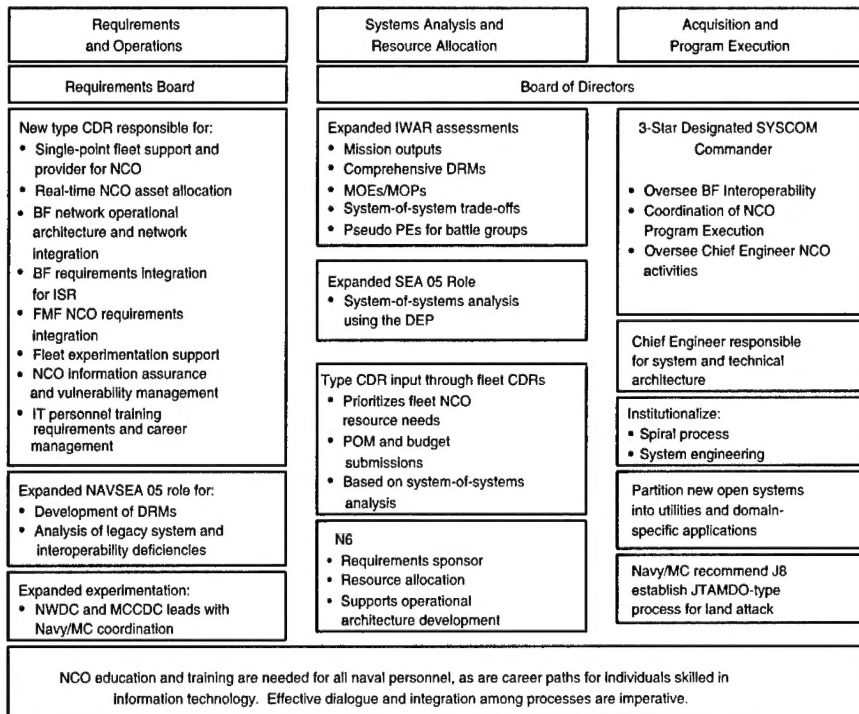 Requirements
and Operations
Requirements Board
New type CDR responsible for:
• Single-point fleet support and
provider for NCO
• Real-time NCO asset allocation
• BF network operational
architecture and network
integration
• BF requirements integration
for ISR
• FMF NCO requirements
integration
• Fleet experimentation support
• NCO information assurance
and vulnerability management
• IT personnel training
requirements and career
management
Expanded NAVSEA 05 role for:
• Development of DRMs
• Analysis of legacy system and
interoperability deficiencies
Expanded experimentation:
• NWDC and MCCDC leads with
Navy/MC coordination
Systems Analysis and
Resource Allocation
Board of Directors
Expanded IWAR assessments
• Mission outputs
• Comprehensive DRMs
• MOEs/MOPs
• System-of-system trade-offs
• Pseudo PEs for battle groups
Expanded SEA 05 Role
• System-of-systems analysis
using the DEP
Type CDR input through fleet CDRs
• Prioritizes fleet NCO
resource needs
• POM and budget
submissions
• Based on system-of-systems
analysis
N6
• Requirements sponsor
• Resource allocation
• Supports operational
architecture development
Acquisition and
Program Execution
3-Star Designated SYSCOM
Commander
• Oversee BF Interoperability
• Coordination of NCO
Program Execution
• Oversee Chief Engineer NCO
activities
Chief Engineer responsible
for system and technical
architecture
Institutionalize:
• Spiral process
• System engineering
Partition new open systems
into utilities and domain-
specific applications
Navy/MC recommend J8
establish JTAMDO-type
process for land attack
NCO education and training are needed for all naval personnel, as are career paths for individuals skilled in
information technology. Effective dialogue and integration among processes are imperative.